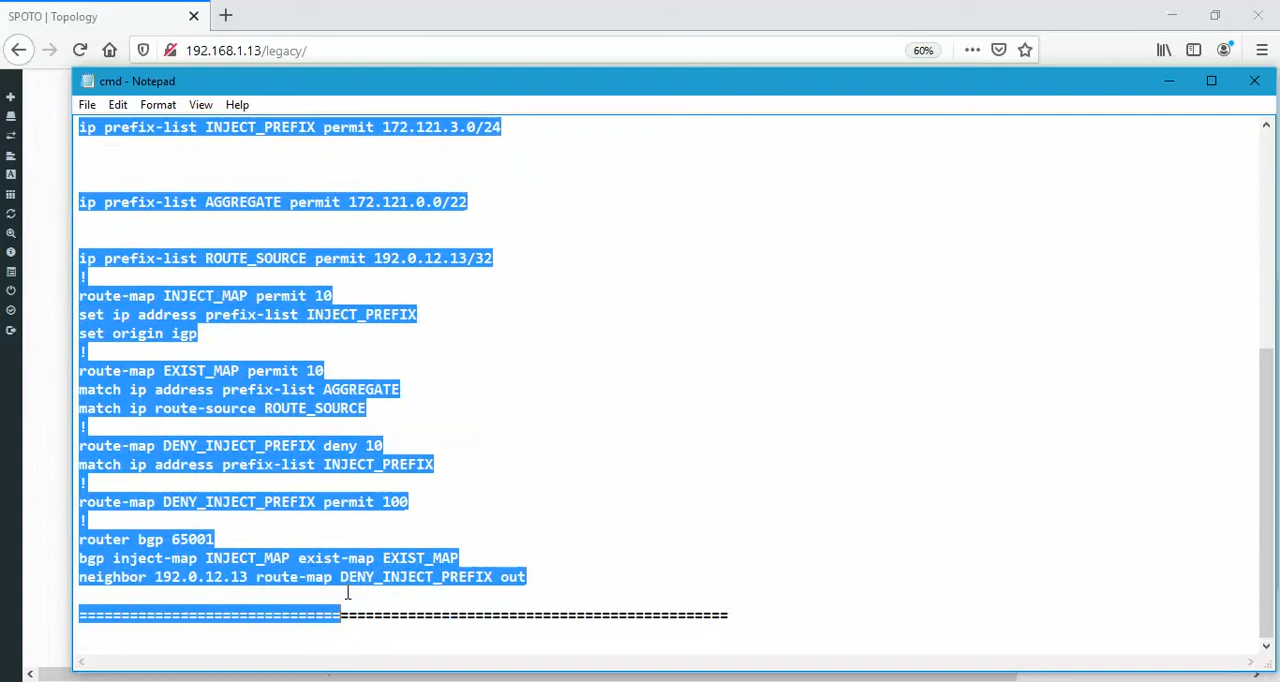 SPOTO | Topology
192.168.1.13/legacy/
60%
cmd - Notepad
File Edit Format View Help
ip prefix-list INJECT_PREFIX permit 172.121.3.0/24
ip prefix-list AGGREGATE permit 172.121.0.0/22
ip prefix-list ROUTE_SOURCE permit 192.0.12.13/32
!
route-map INJECT_MAP permit 10
set ip address prefix-list INJECT_PREFIX
set origin igp
!
route-map EXIST_MAP permit 10
match ip address prefix-list AGGREGATE
match ip route-source ROUTE_SOURCE
!
route-map DENY_INJECT_PREFIX deny 10
match ip address prefix-list INJECT_PREFIX
!
route-map DENY_INJECT_PREFIX permit 100
!
router bgp 65001
bgp inject-map INJECT_MAP exist-map EXIST_MAP
neighbor 192.0.12.13 route-map DENY_INJECT_PREFIX out
=============================================================================